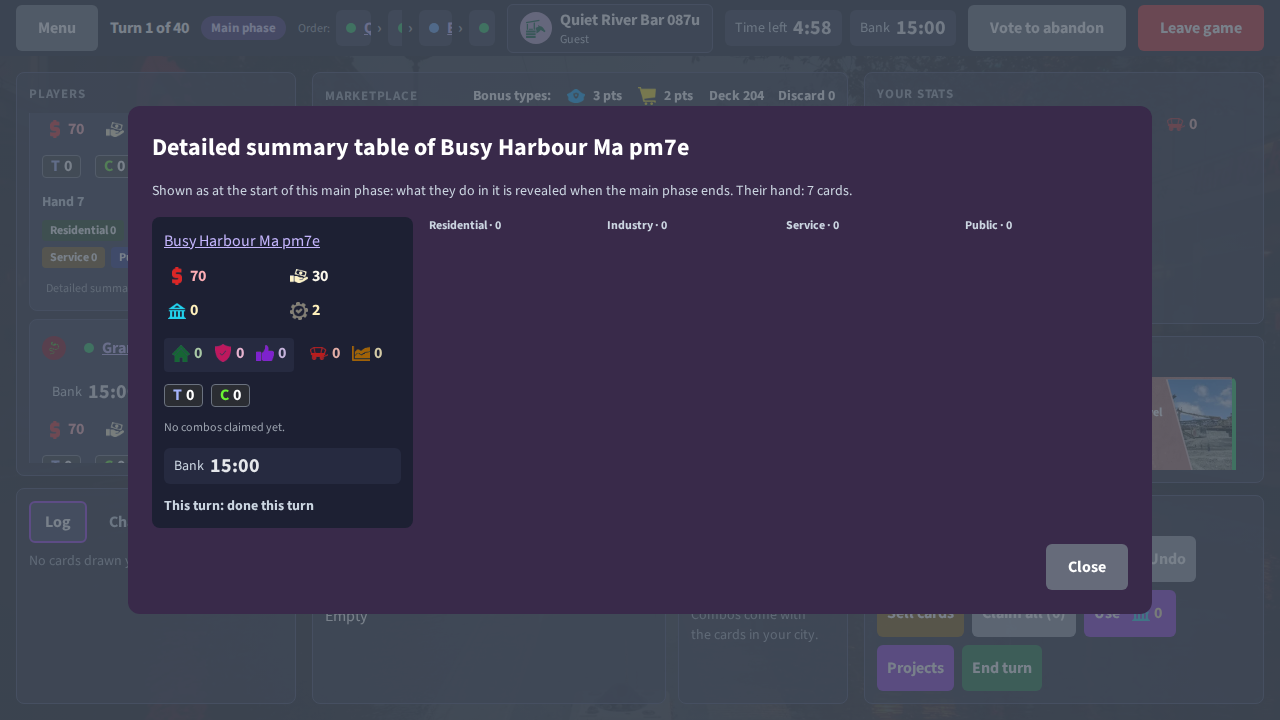 Menu
Turn 1 of 40
Main phase
Order:
Quiet River Bar 087u
Guest
Time left 4:58
Bank 15:00
Vote to abandon
Leave game
PLAYERS
70
T 0
C 0
Hand 7
Residential 0
Service 0
Detailed summa
Gran
Bank 15:00
70
MARKETPLACE
Bonus types:
3 pts
2 pts
Deck 204
Discard 0
YOUR STATS
0
Detailed summary table of Busy Harbour Ma pm7e
Shown as at the start of this main phase: what they do in it is revealed when the main phase ends. Their hand: 7 cards.
Busy Harbour Ma pm7e
70
30
0
2
0 0 0 0 0
T 0 C 0
No combos claimed yet.
Bank 15:00
This turn: done this turn
Residential · 0
Industry · 0
Service · 0
Public · 0
Close
Log
No cards drawn
Empty
Combos come with
the cards in your city.
Undo
Sell cards
Claim all (0)
Use 0
Projects
End turn